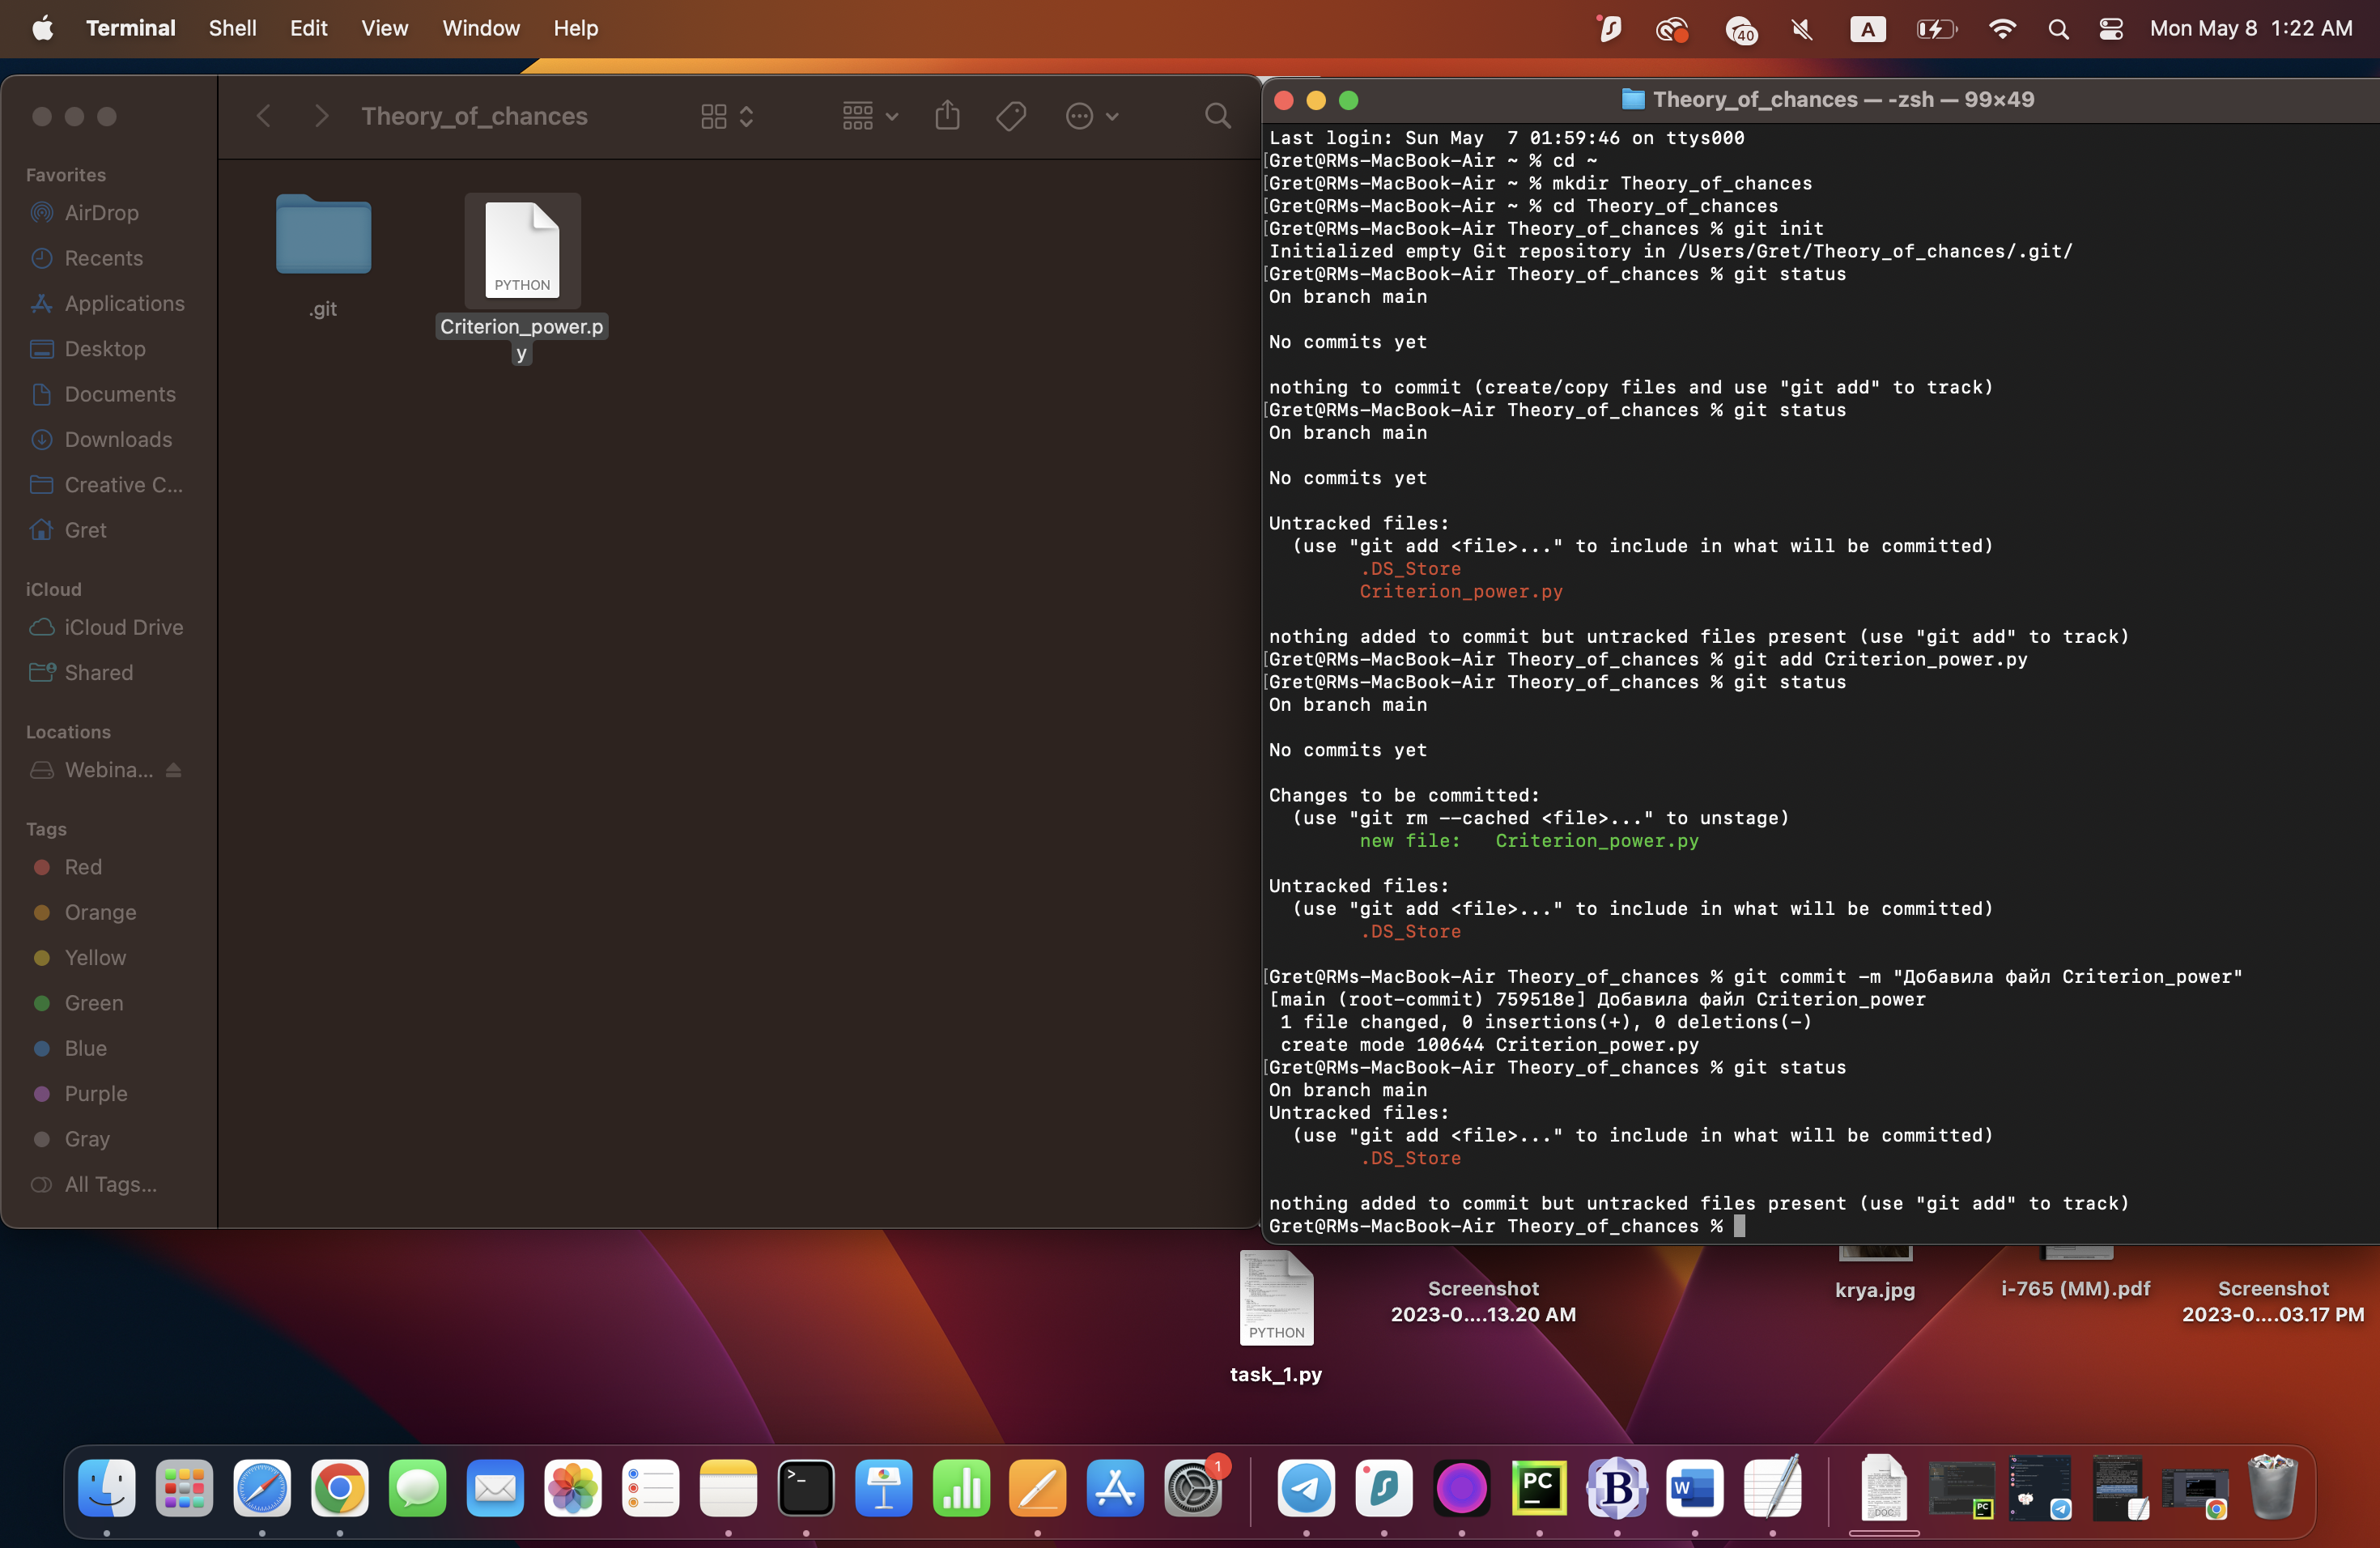 Terminal Shell Edit View Window Help
40
A
Mon May 8 1:22 AM
Theory_of_chances
Favorites
AirDrop
Recents
Applications
Desktop
Documents
Downloads
Creative C...
Gret
iCloud
iCloud Drive
Shared
Locations
Webina...
Tags
Red
Orange
Yellow
Green
Blue
Purple
Gray
All Tags...
.git
PYTHON
Criterion_power.p
y
Theory_of_chances — -zsh — 99×49
Last login: Sun May  7 01:59:46 on ttys000
[Gret@RMs-MacBook-Air ~ % cd ~
[Gret@RMs-MacBook-Air ~ % mkdir Theory_of_chances
[Gret@RMs-MacBook-Air ~ % cd Theory_of_chances
[Gret@RMs-MacBook-Air Theory_of_chances % git init
Initialized empty Git repository in /Users/Gret/Theory_of_chances/.git/
[Gret@RMs-MacBook-Air Theory_of_chances % git status
On branch main
No commits yet
nothing to commit (create/copy files and use "git add" to track)
[Gret@RMs-MacBook-Air Theory_of_chances % git status
On branch main
No commits yet
Untracked files:
(use "git add <file>..." to include in what will be committed)
.DS_Store
Criterion_power.py
nothing added to commit but untracked files present (use "git add" to track)
[Gret@RMs-MacBook-Air Theory_of_chances % git add Criterion_power.py
[Gret@RMs-MacBook-Air Theory_of_chances % git status
On branch main
No commits yet
Changes to be committed:
(use "git rm --cached <file>..." to unstage)
new file:   Criterion_power.py
Untracked files:
(use "git add <file>..." to include in what will be committed)
.DS_Store
[Gret@RMs-MacBook-Air Theory_of_chances % git commit -m "Добавила файл Criterion_power"
[main (root-commit) 759518e] Добавила файл Criterion_power
1 file changed, 0 insertions(+), 0 deletions(-)
create mode 100644 Criterion_power.py
[Gret@RMs-MacBook-Air Theory_of_chances % git status
On branch main
Untracked files:
(use "git add <file>..." to include in what will be committed)
.DS_Store
nothing added to commit but untracked files present (use "git add" to track)
Gret@RMs-MacBook-Air Theory_of_chances %
PYTHON
task_1.py
Screenshot
2023-0....13.20 AM
krya.jpg
i-765 (MM).pdf
Screenshot
2023-0....03.17 PM
>_
1
PC
B
W
DOC
PC